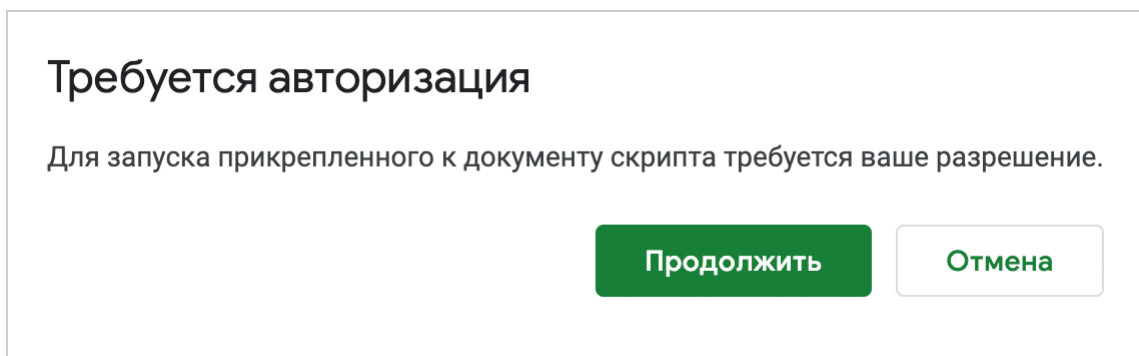 Требуется авторизация
Для запуска прикрепленного к документу скрипта требуется ваше разрешение.
Продолжить Отмена